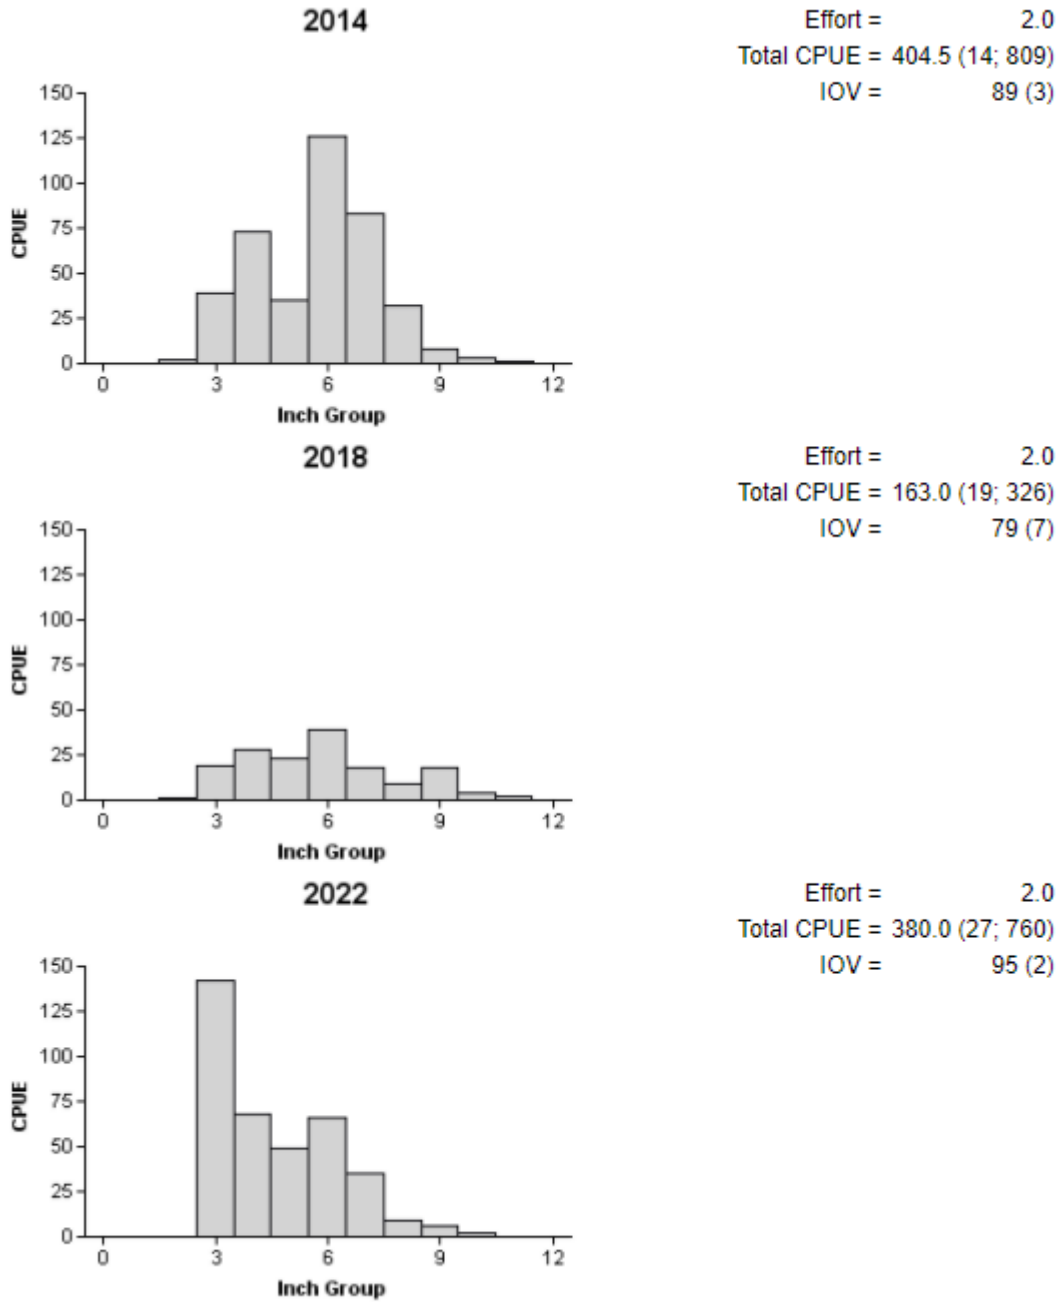 2014
Effort = 2.0
Total CPUE = 404.5 (14; 809)
IOV = 89 (3)
150
125
100
75
50
25
0
CPUE
0 3 6 9 12
Inch Group
2018
Effort = 2.0
Total CPUE = 163.0 (19; 326)
IOV = 79 (7)
150
125
100
75
50
25
0
CPUE
0 3 6 9 12
Inch Group
2022
Effort = 2.0
Total CPUE = 380.0 (27; 760)
IOV = 95 (2)
150
125
100
75
50
25
0
CPUE
0 3 6 9 12
Inch Group